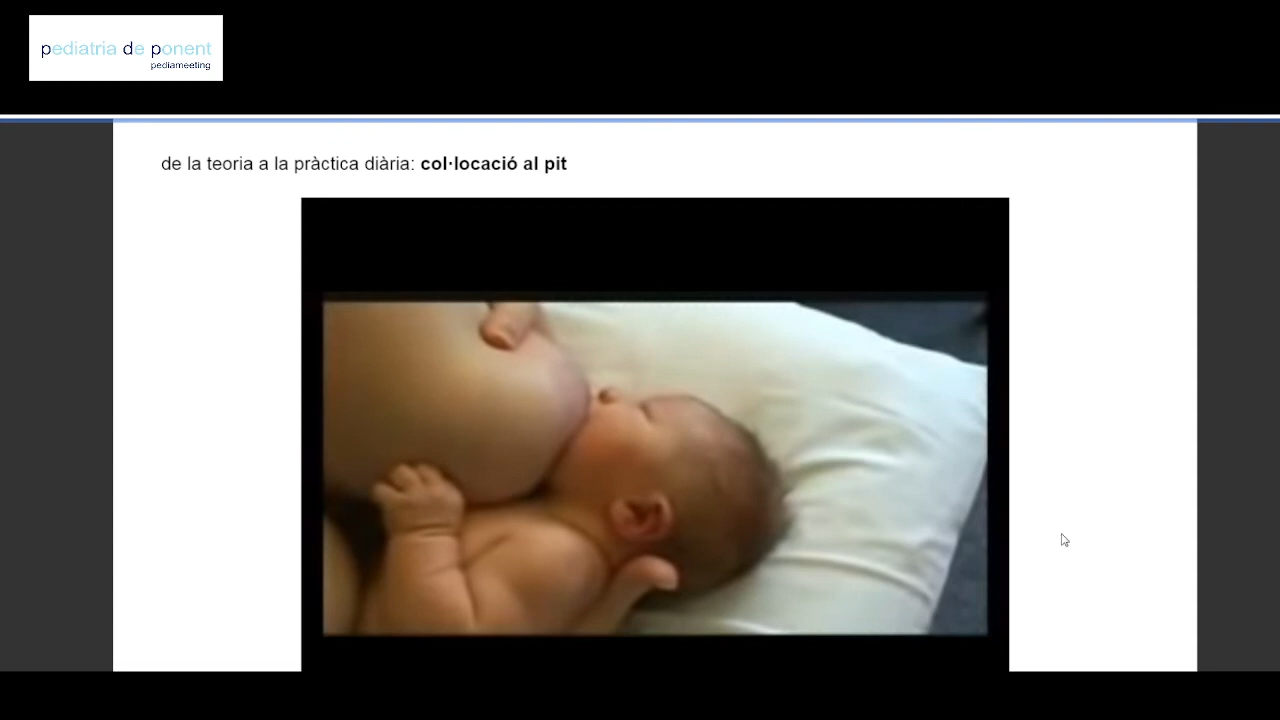 pediatria de ponent
pediameeting
de la teoria a la pràctica diària: col·locació al pit